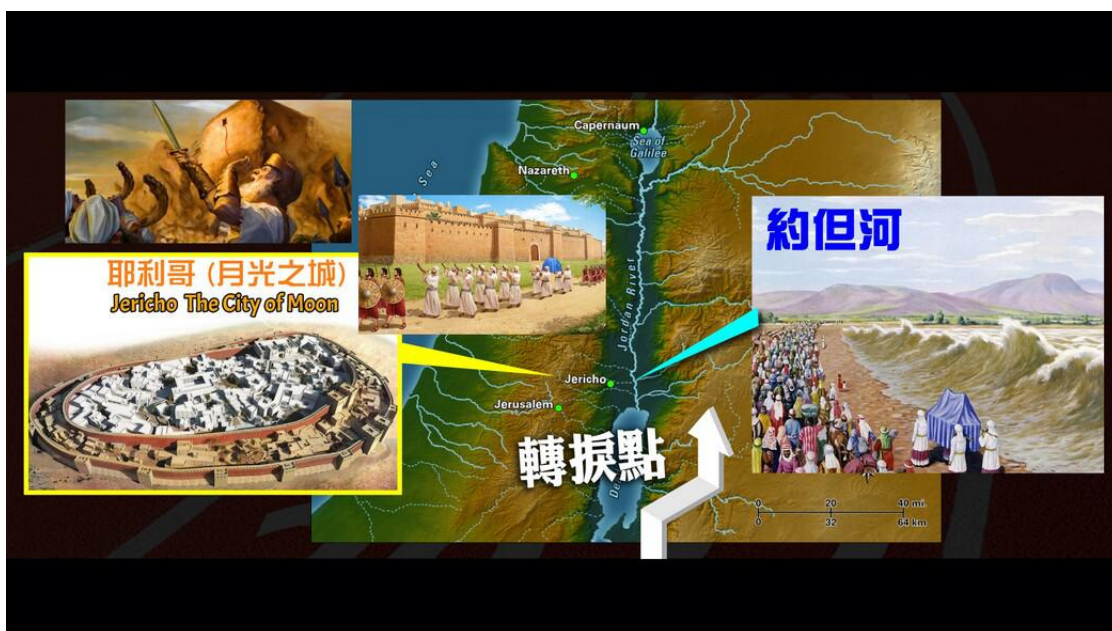 Capernaum
Sea of
Galilee
Nazareth
Sea
約但河
耶利哥 (月光之城)
Jericho The City of Moon
Jordan River
Jericho
Jerusalem
轉捩點
0 20 40 mi.
0 32 64 km